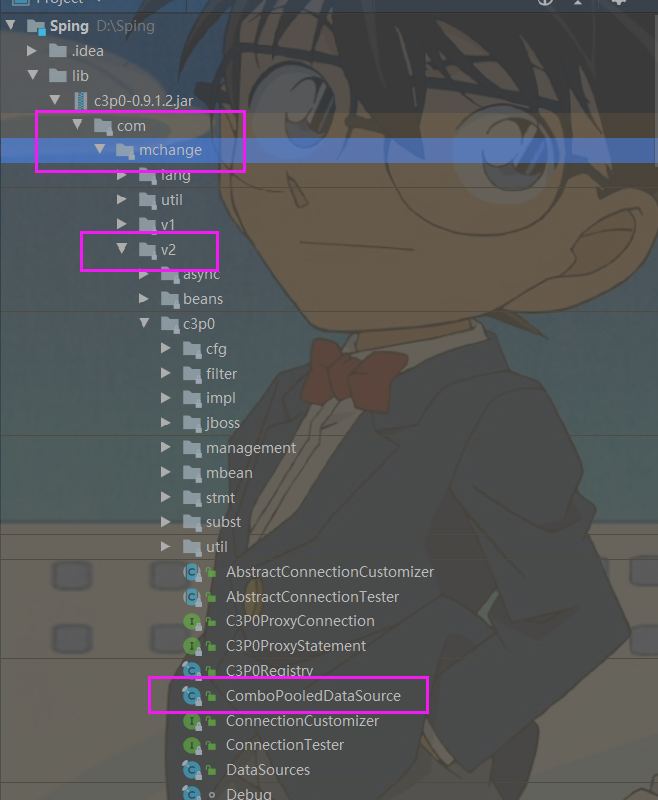 Project
Sping D:\Sping
.idea
lib
c3p0-0.9.1.2.jar
com
mchange
lang
util
v1
v2
async
beans
c3p0
cfg
filter
impl
jboss
management
mbean
stmt
subst
util
AbstractConnectionCustomizer
AbstractConnectionTester
C3P0ProxyConnection
C3P0ProxyStatement
C3P0Registry
ComboPooledDataSource
ConnectionCustomizer
ConnectionTester
DataSources
Debug